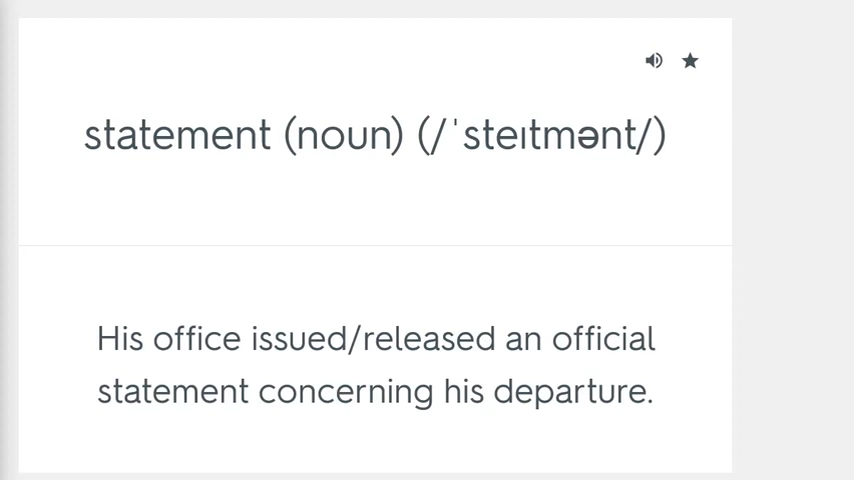 statement (noun) (/ˈsteɪtmənt/)
His office issued/released an official
statement concerning his departure.